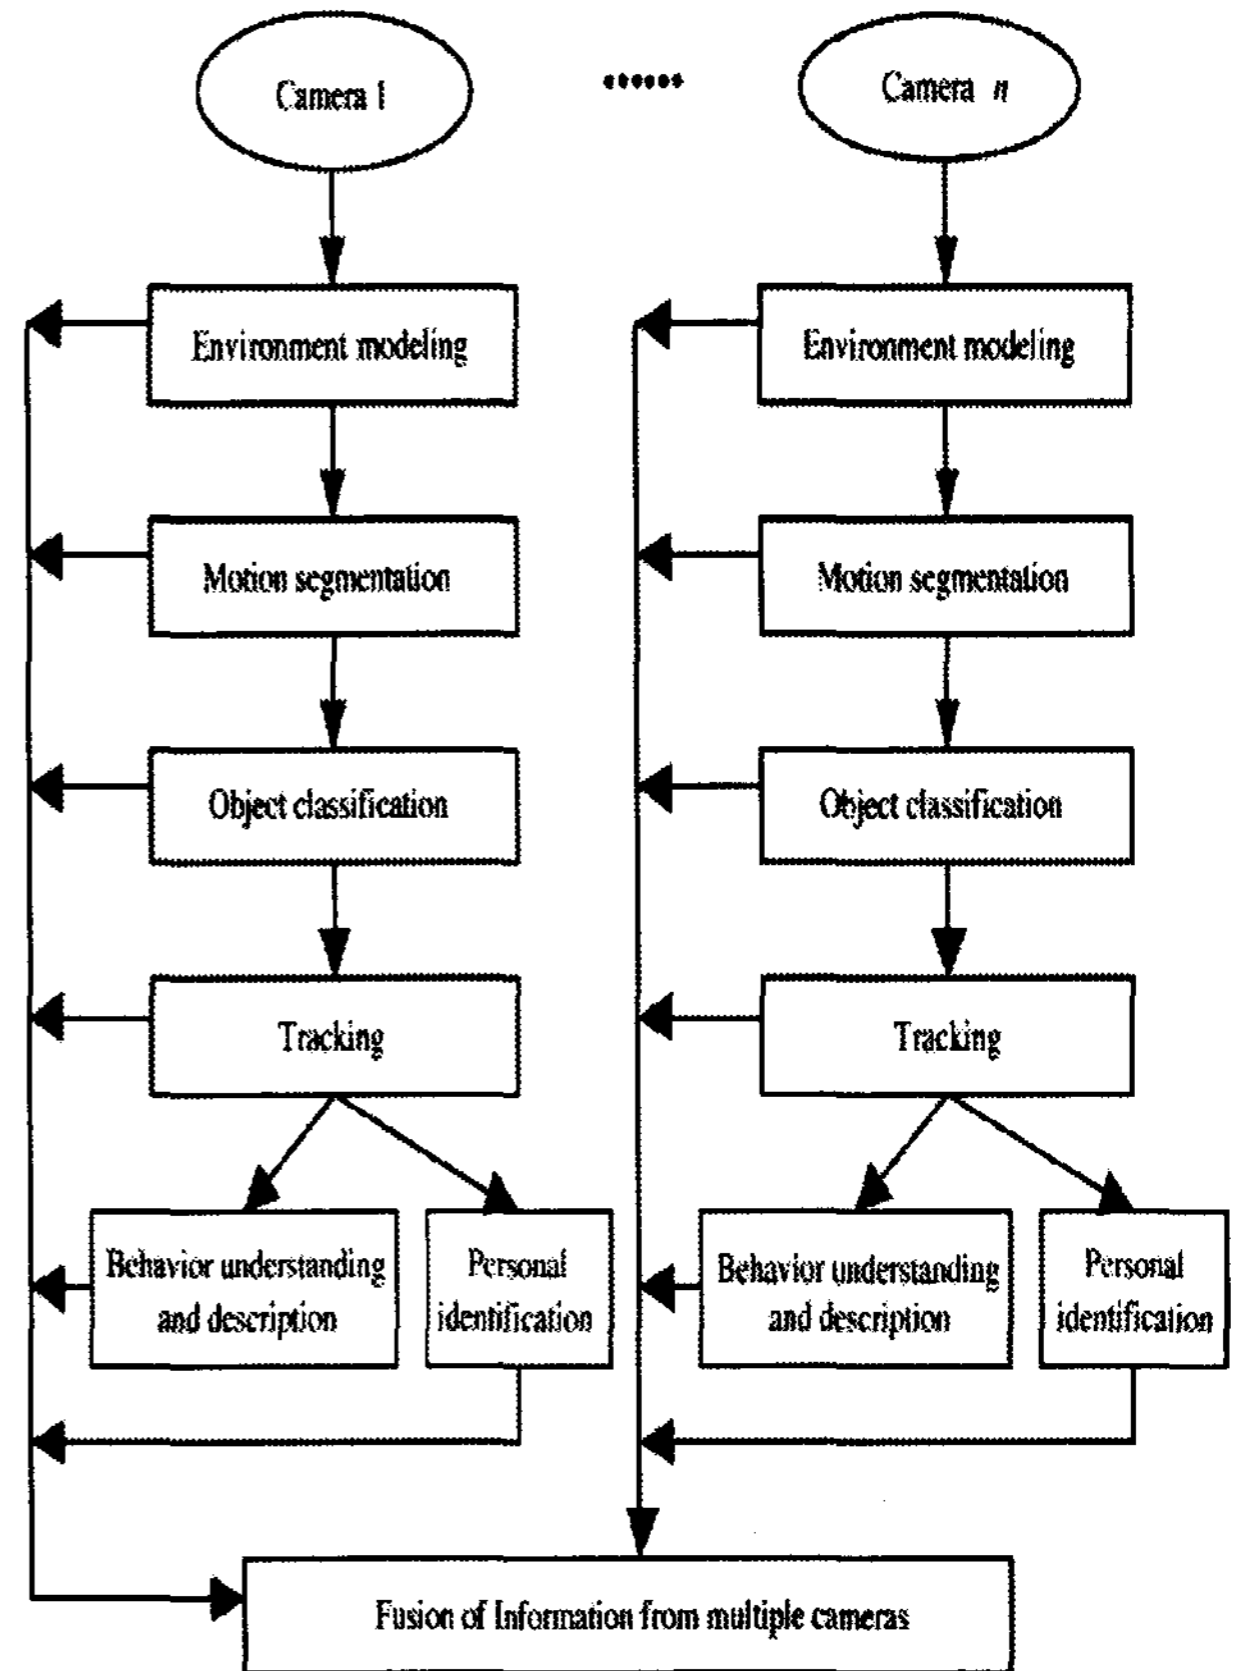 Camera 1
......
Camera n
Environment modeling
Environment modeling
Motion segmentation
Motion segmentation
Object classification
Object classification
Tracking
Tracking
Behavior understanding
and description
Personal
identification
Behavior understanding
and description
Personal
identification
Fusion of Information from multiple cameras